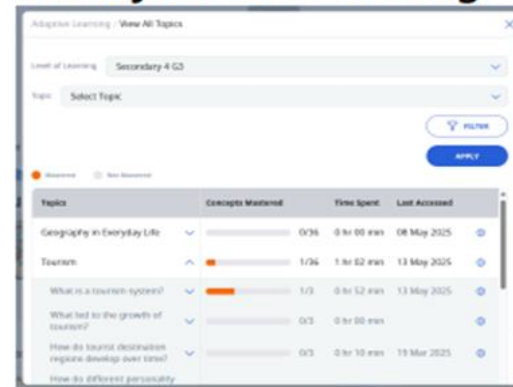 Adaptive Learning / View All Topics
Level of Learning Secondary 4 G3
Topic Select Topic
FILTER
APPLY
Mastered Not Mastered
Topics Concepts Mastered Time Spent Last Accessed
Geography in Everyday Life 0/36 0 hr 00 min 08 May 2025
Tourism 1/36 1 hr 02 min 13 May 2025
What is a tourism system? 1/3 0 hr 52 min 13 May 2025
What led to the growth of
tourism? 0/3 0 hr 00 min
How do tourist destination
regions develop over time? 0/3 0 hr 10 min 19 Mar 2025
How do different personality